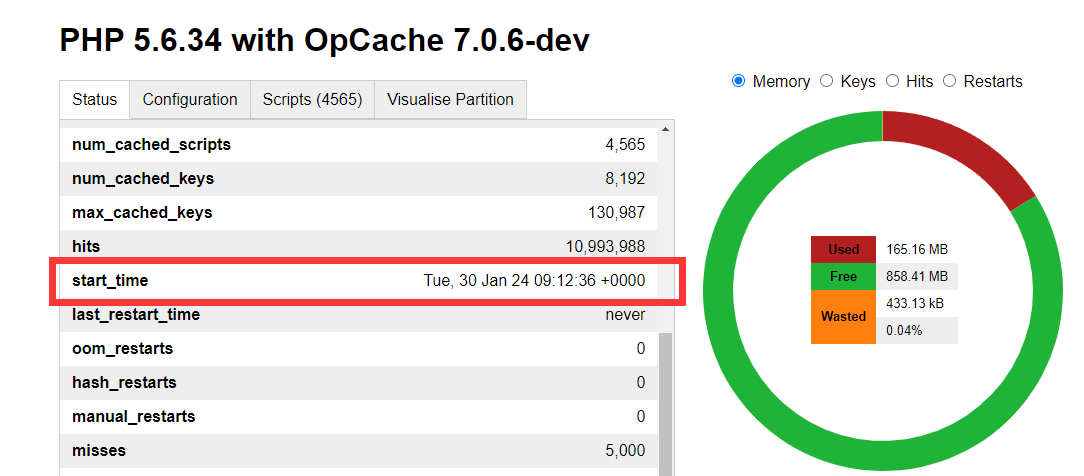 PHP 5.6.34 with OpCache 7.0.6-dev
Status Configuration Scripts (4565) Visualise Partition
num_cached_scripts 4,565
num_cached_keys 8,192
max_cached_keys 130,987
hits 10,993,988
start_time Tue, 30 Jan 24 09:12:36 +0000
last_restart_time never
oom_restarts 0
hash_restarts 0
manual_restarts 0
misses 5,000
Memory Keys Hits Restarts
Used 165.16 MB
Free 858.41 MB
Wasted 433.13 kB
0.04%